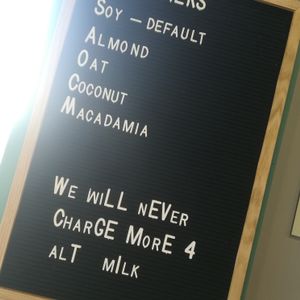 Soy – DEFAULT
ALMOND
OAT
COCONUT
MACADAMIA
WE wiLL nEVEr
CharGE MorE 4
aLT mILK